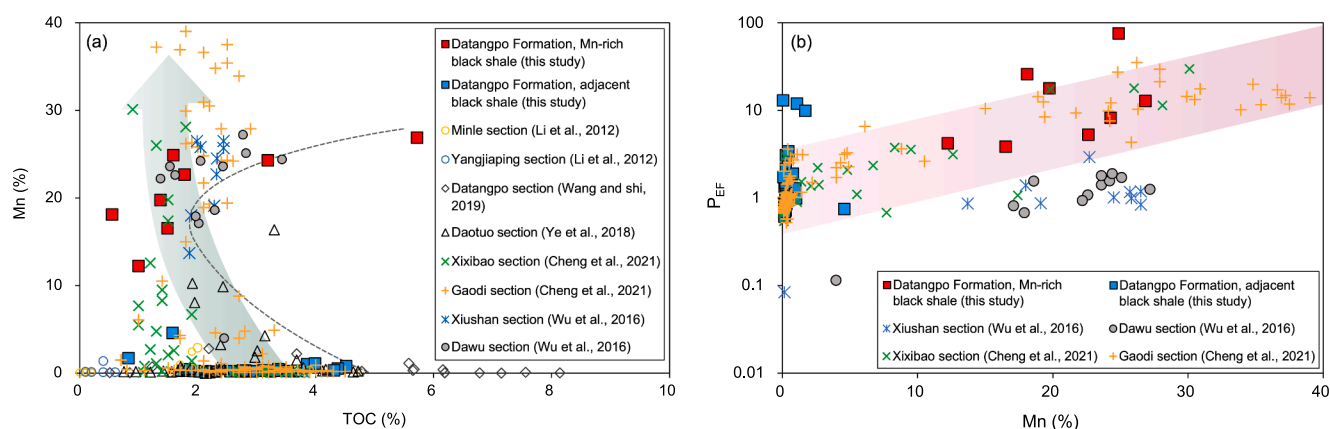 (a)
Mn (%)
40
30
20
10
0
0
2
4
6
8
10
TOC (%)
Datangpo Formation, Mn-rich
black shale (this study)
Datangpo Formation, adjacent
black shale (this study)
Minle section (Li et al., 2012)
Yangjiaping section (Li et al., 2012)
Datangpo section (Wang and shi,
2019)
Daotuo section (Ye et al., 2018)
Xixibao section (Cheng et al., 2021)
Gaodi section (Cheng et al., 2021)
Xiushan section (Wu et al., 2016)
Dawu section (Wu et al., 2016)
(b)
PEF
100
10
1
0.1
0.01
0
10
20
30
40
Mn (%)
Datangpo Formation, Mn-rich
black shale (this study)
Datangpo Formation, adjacent
black shale (this study)
Xiushan section (Wu et al., 2016)
Dawu section (Wu et al., 2016)
Xixibao section (Cheng et al., 2021)
Gaodi section (Cheng et al., 2021)